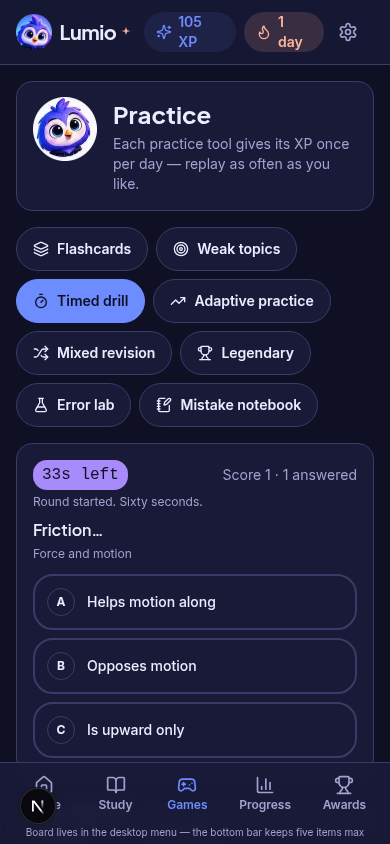 Lumio
105
XP
1
day
Practice
Each practice tool gives its XP once
per day — replay as often as you
like.
Flashcards
Weak topics
Timed drill
Adaptive practice
Mixed revision
Legendary
Error lab
Mistake notebook
33s left
Score 1 · 1 answered
Round started. Sixty seconds.
Friction…
Force and motion
A Helps motion along
B Opposes motion
C Is upward only
N
Study
Games
Progress
Awards
Board lives in the desktop menu — the bottom bar keeps five items max